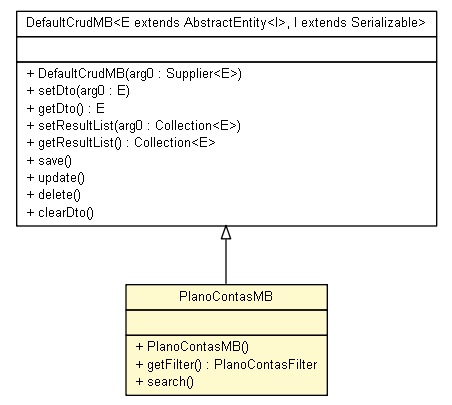 DefaultCrudMB<E extends AbstractEntity<I>, I extends Serializable>
+ DefaultCrudMB(arg0 : Supplier<E>)
+ setDto(arg0 : E)
+ getDto() : E
+ setResultList(arg0 : Collection<E>)
+ getResultList() : Collection<E>
+ save()
+ update()
+ delete()
+ clearDto()
PlanoContasMB
+ PlanoContasMB()
+ getFilter() : PlanoContasFilter
+ search()